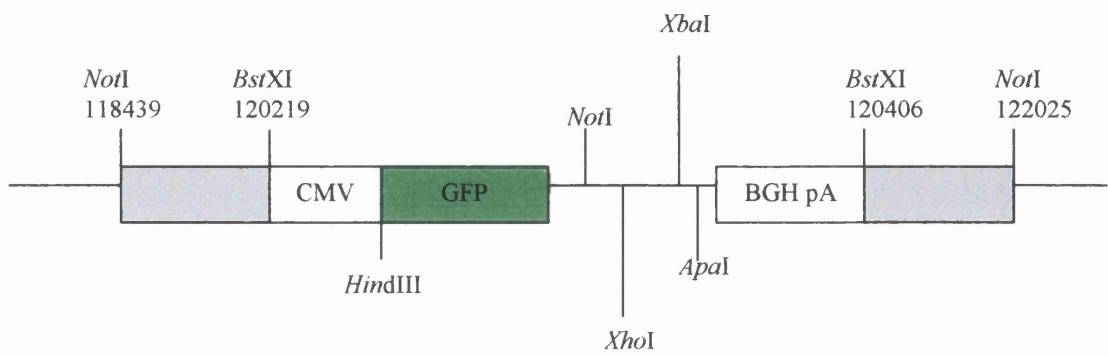 XbaI
NotI
118439
BstXI
120219
NotI
BstXI
120406
NotI
122025
CMV
GFP
BGH pA
HindIII
ApaI
XhoI